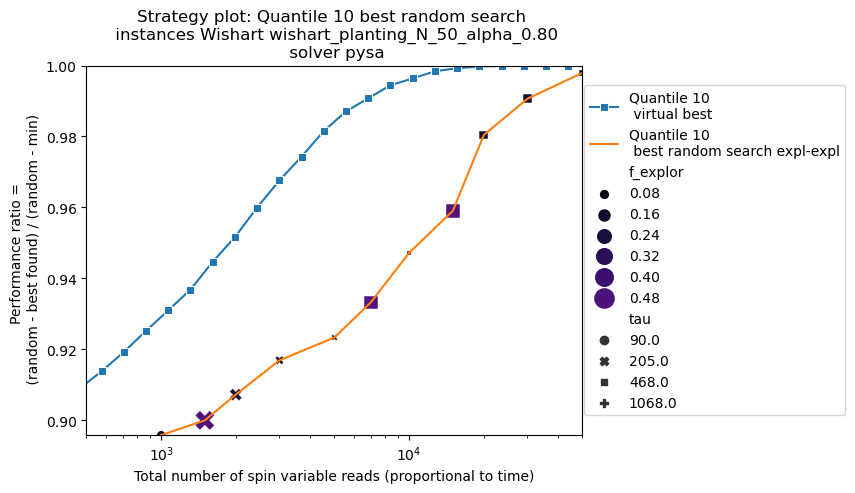 Strategy plot: Quantile 10 best random search
instances Wishart wishart_planting_N_50_alpha_0.80
solver pysa
1.00
0.98
0.96
0.94
0.92
0.90
Performance ratio =
(random - best found) / (random - min)
10³
10⁴
Total number of spin variable reads (proportional to time)
Quantile 10
virtual best
Quantile 10
best random search expl-expl
f_explor
0.08
0.16
0.24
0.32
0.40
0.48
tau
90.0
205.0
468.0
1068.0